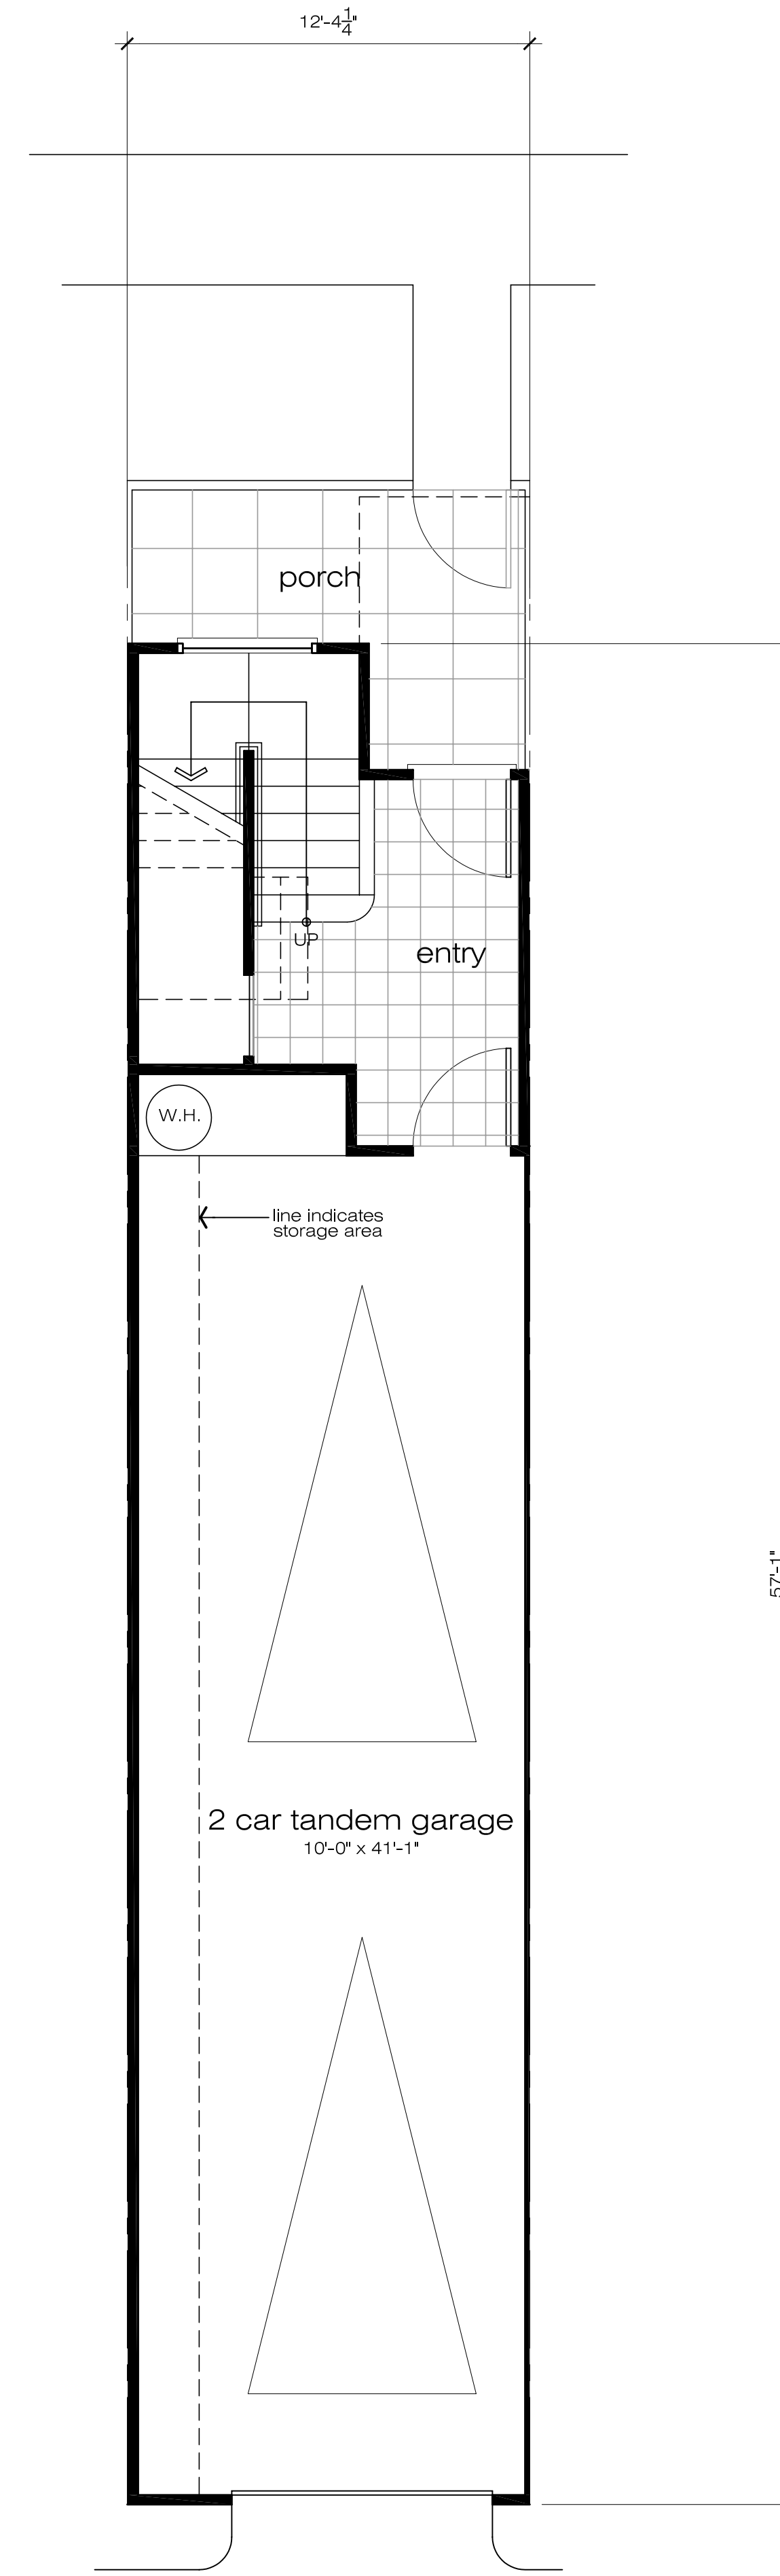 12'-4 1/4"
porch
UP
entry
W.H.
line indicates
storage area
57'-1"
2 car tandem garage
10'-0" x 41'-1"